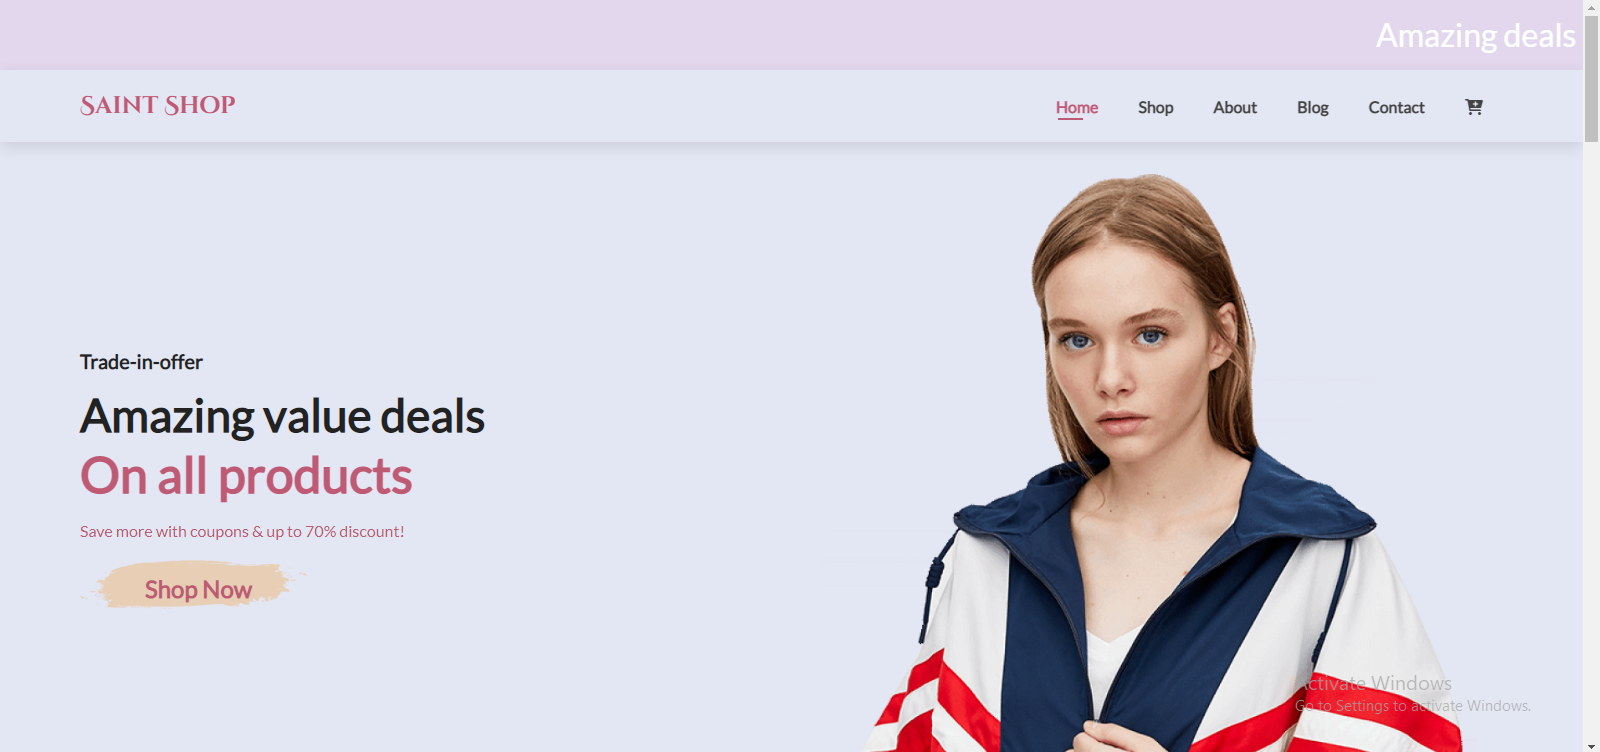 Amazing deals
Saint Shop
Home Shop About Blog Contact
Trade-in-offer
Amazing value deals
On all products
Save more with coupons & up to 70% discount!
Shop Now
Activate Windows
Go to Settings to activate Windows.